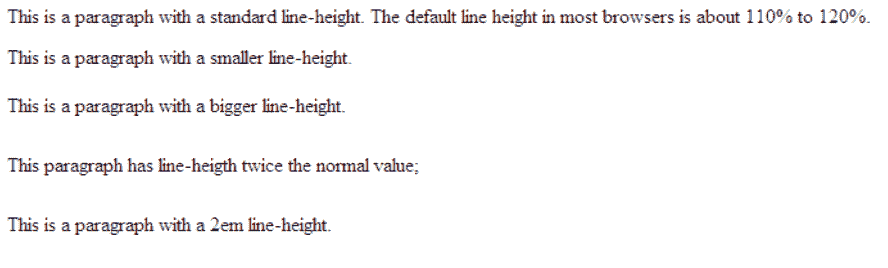 This is a paragraph with a standard line-height. The default line height in most browsers is about 110% to 120%.
This is a paragraph with a smaller line-height.
This is a paragraph with a bigger line-height.
This paragraph has line-heigth twice the normal value;
This is a paragraph with a 2em line-height.